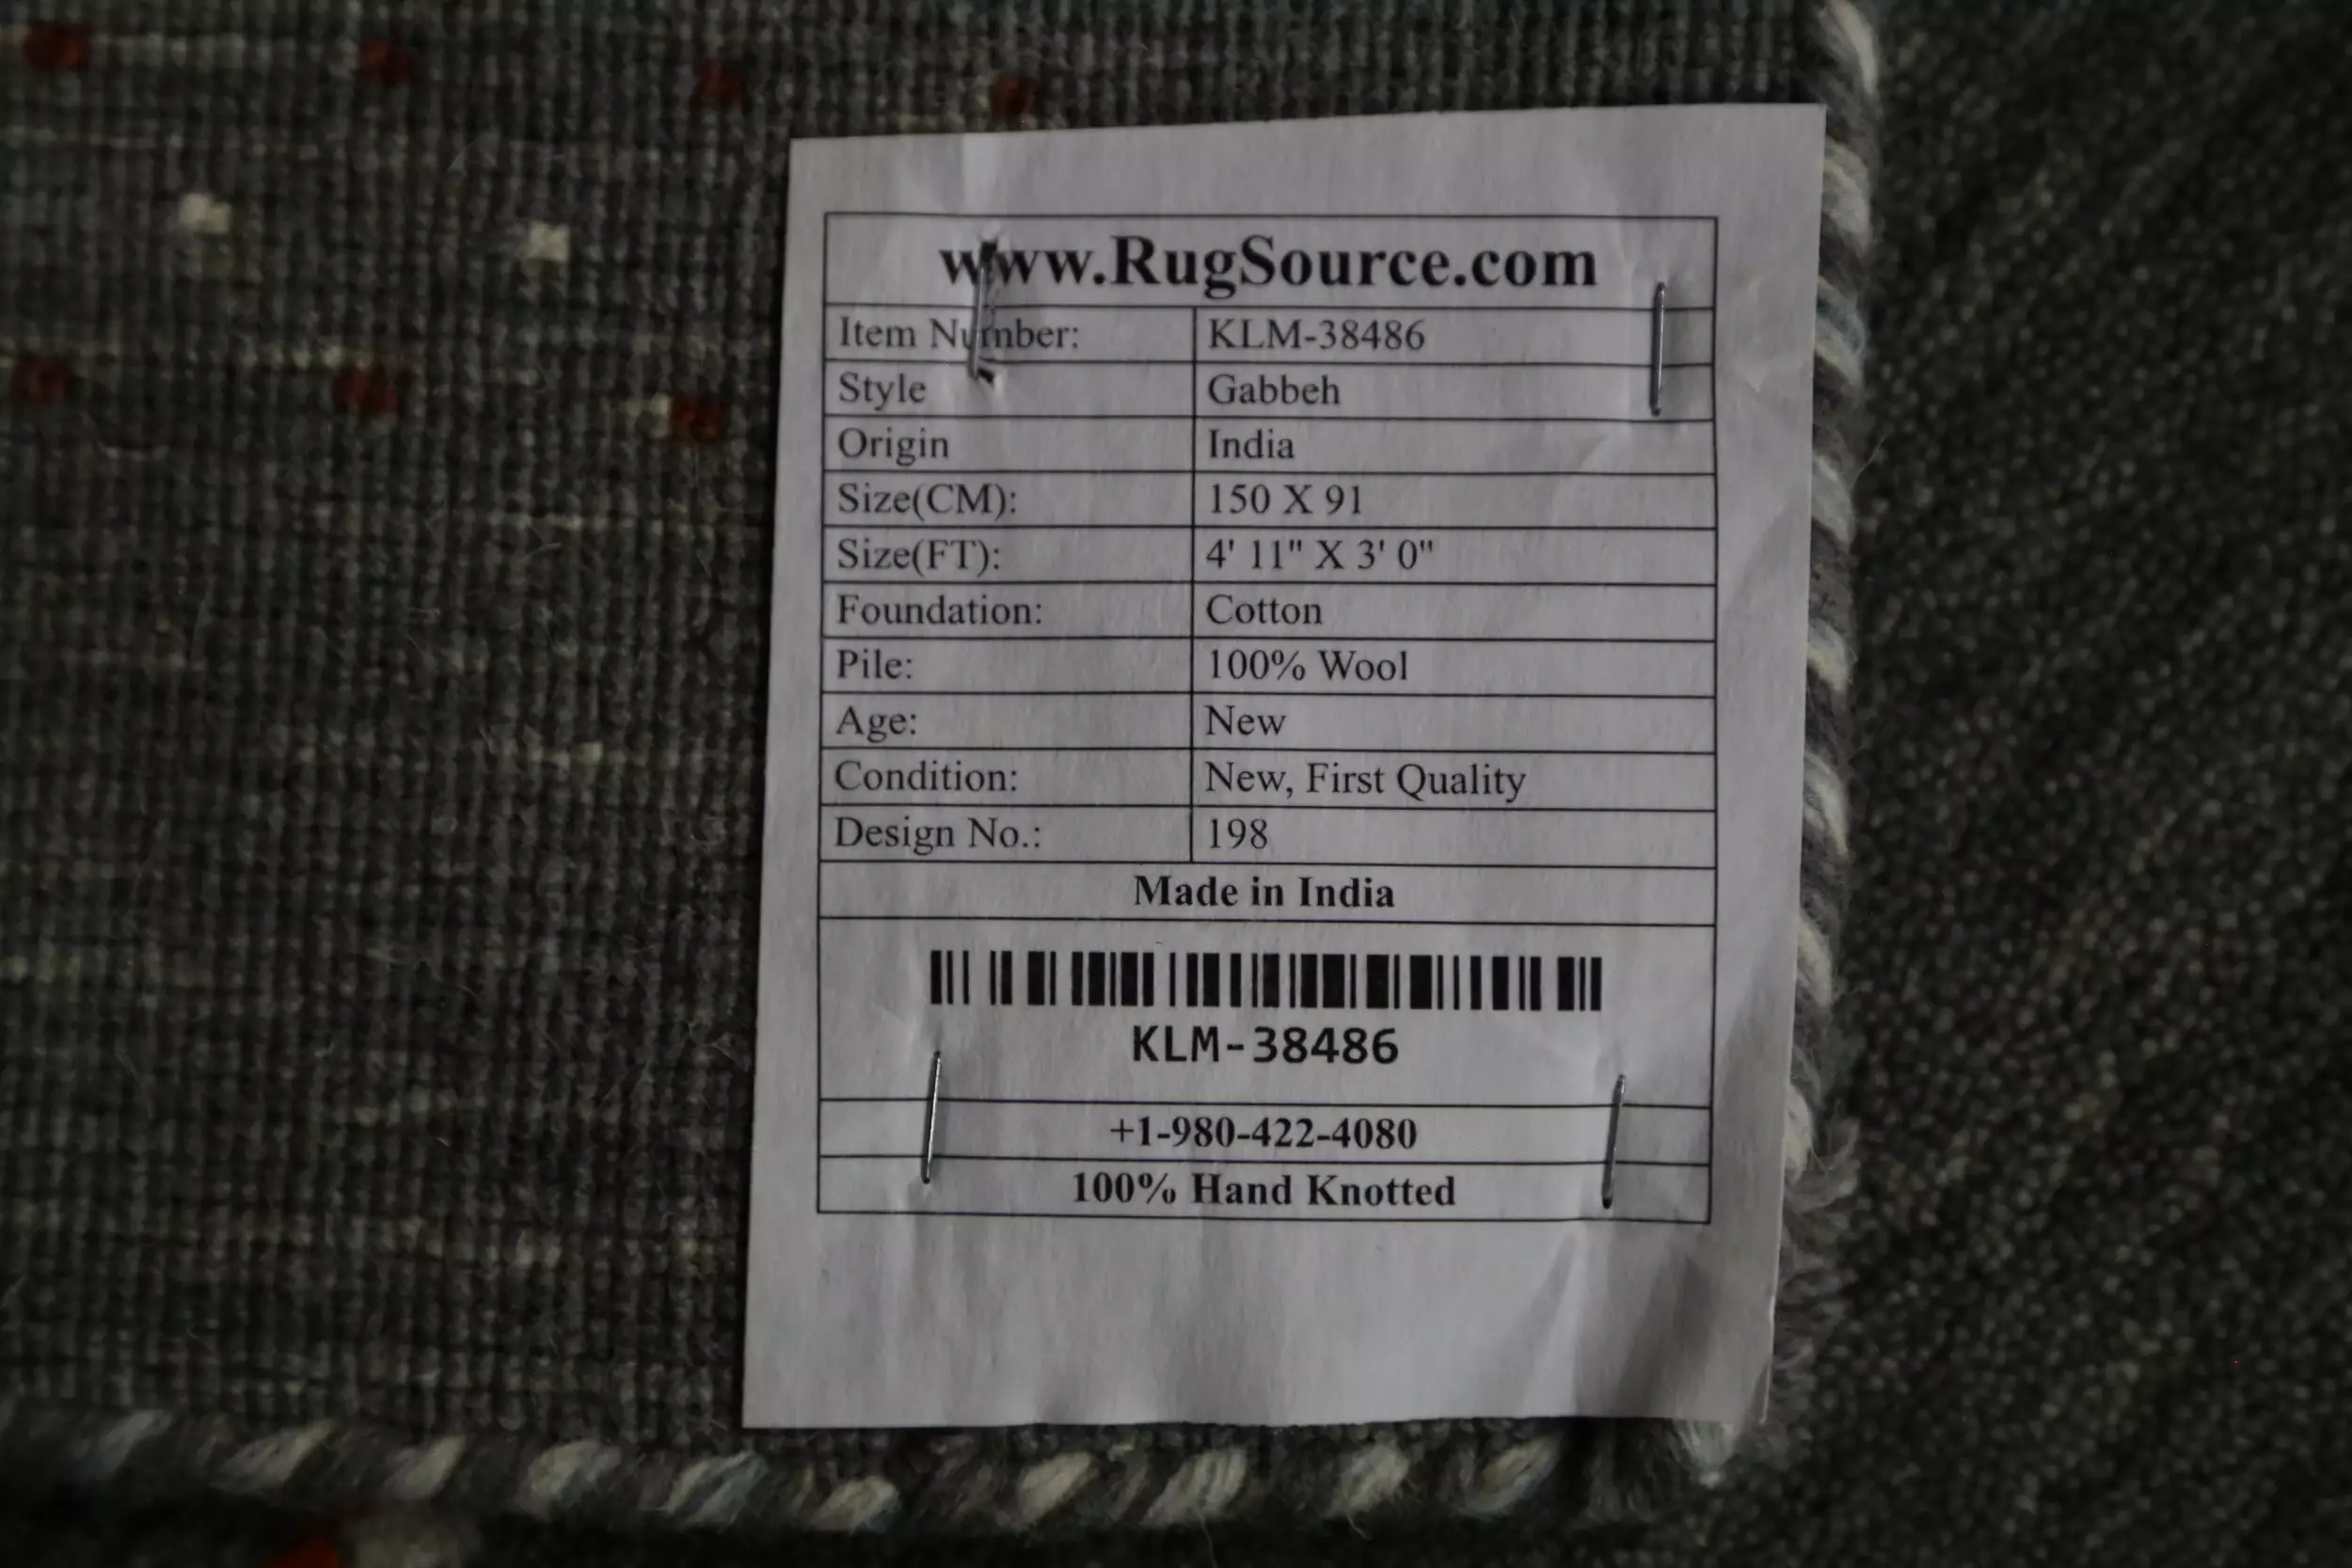 www.RugSource.com
Item Number: KLM-38486
Style Gabbeh
Origin India
Size(CM): 150 X 91
Size(FT): 4' 11" X 3' 0"
Foundation: Cotton
Pile: 100% Wool
Age: New
Condition: New, First Quality
Design No.: 198
Made in India
KLM-38486
+1-980-422-4080
100% Hand Knotted